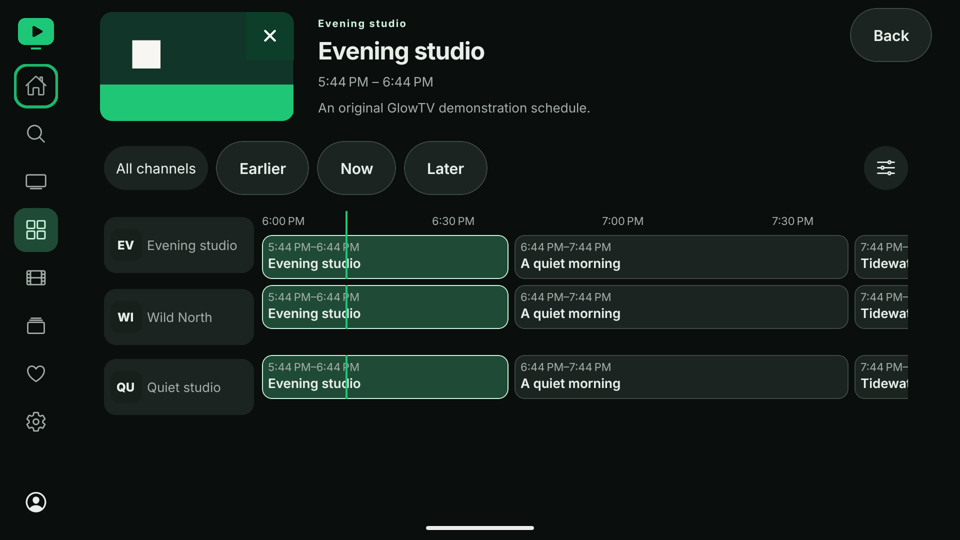 Evening studio
Evening studio
5:44 PM – 6:44 PM
An original GlowTV demonstration schedule.
Back
All channels
Earlier
Now
Later
6:00 PM
6:30 PM
7:00 PM
7:30 PM
EV
Evening studio
5:44 PM–6:44 PM
Evening studio
6:44 PM–7:44 PM
A quiet morning
7:44 PM–
WI
Wild North
5:44 PM–6:44 PM
Evening studio
6:44 PM–7:44 PM
A quiet morning
7:44 PM–
QU
Quiet studio
5:44 PM–6:44 PM
Evening studio
6:44 PM–7:44 PM
A quiet morning
7:44 PM–